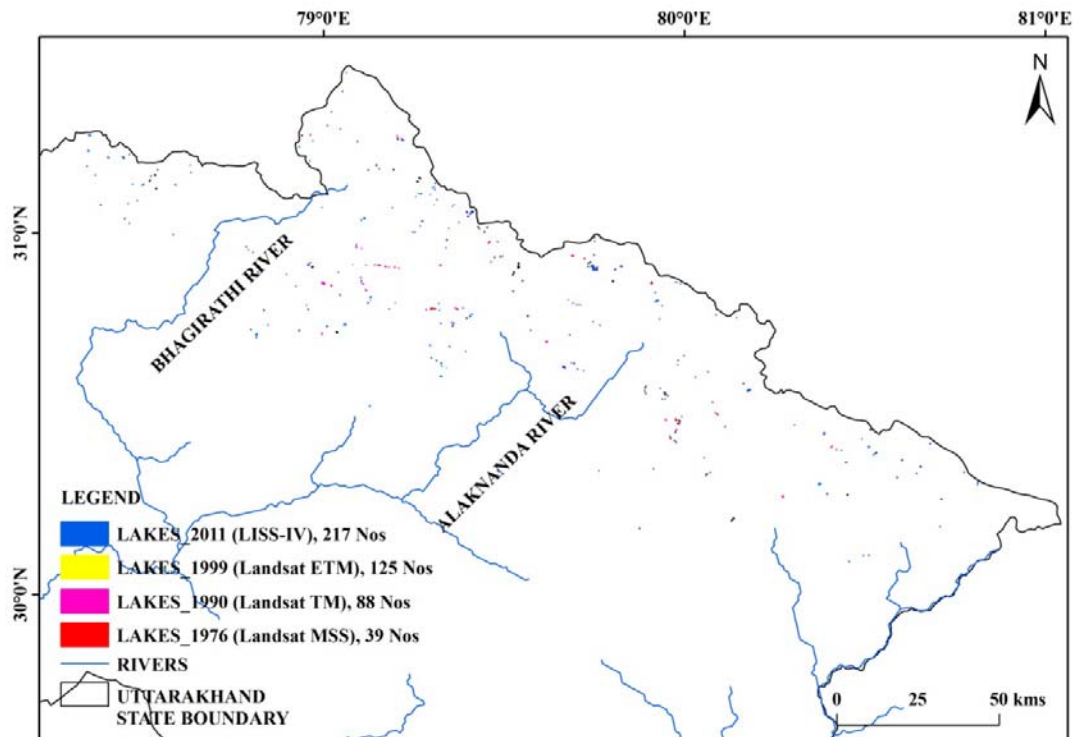 79°0'E 80°0'E 81°0'E
N
31°0'N
BHAGIRATHI RIVER
ALAKNANDA RIVER
30°0'N
LEGEND
LAKES_2011 (LISS-IV), 217 Nos
LAKES_1999 (Landsat ETM), 125 Nos
LAKES_1990 (Landsat TM), 88 Nos
LAKES_1976 (Landsat MSS), 39 Nos
RIVERS
UTTARAKHAND
STATE BOUNDARY
0 25 50 kms